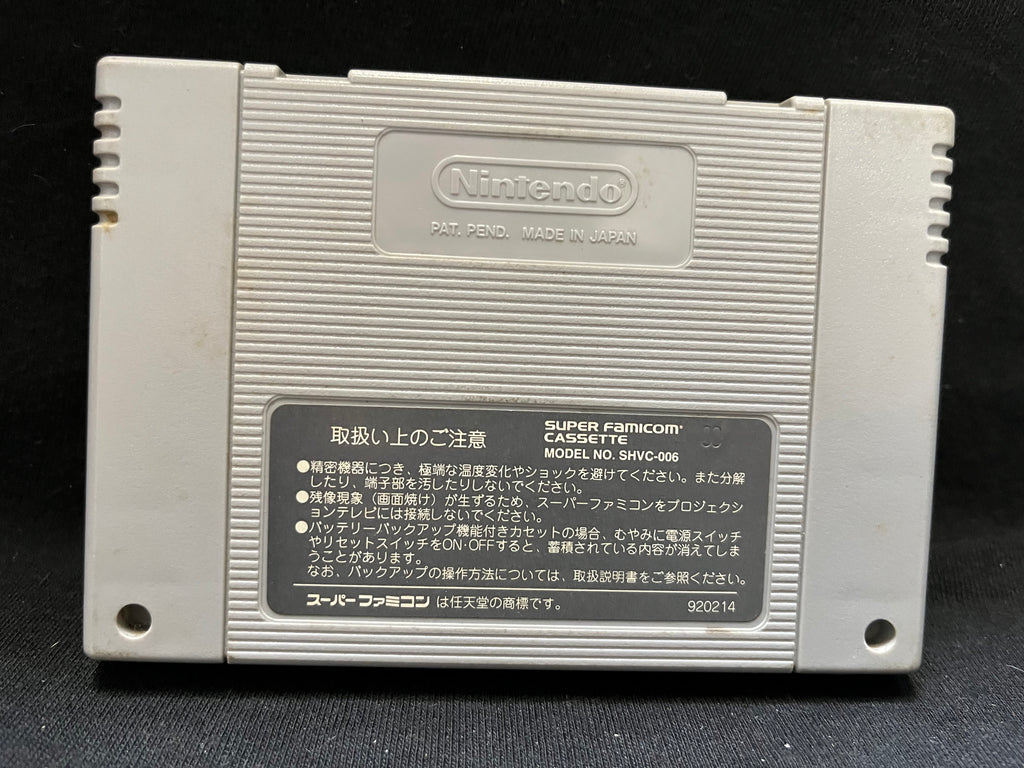 Nintendo®
PAT. PEND. MADE IN JAPAN
取扱い上のご注意
SUPER FAMICOM
CASSETTE
MODEL NO. SHVC-006
●精密機器につき、極端な温度変化やショックを避けてください。また分解
したり、端子部を汚したりしないでください。
●残像現象（画面焼け）が生ずるため、スーパーファミコンをプロジェクシ
ョンテレビには接続しないでください。
●バッテリーバックアップ機能付きカセットの場合、むやみに電源スイッチ
やリセットスイッチをON・OFFすると、蓄積されている内容が消えてしま
うことがあります。
なお、バックアップの操作方法については、取扱説明書をご参照ください。
スーパーファミコン は任天堂の商標です。
920214